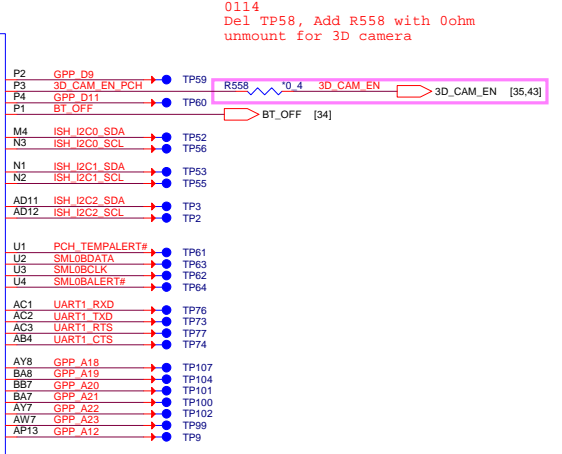 0114
Del TP58, Add R558 with 0ohm
unmount for 3D camera
P2 GPP_D9 TP59
P3 3D_CAM_EN_PCH R558 *0_4 3D_CAM_EN 3D_CAM_EN [35,43]
P4 GPP_D11 TP60
P1 BT_OFF BT_OFF [34]
M4 ISH_I2C0_SDA TP52
N3 ISH_I2C0_SCL TP56
N1 ISH_I2C1_SDA TP53
N2 ISH_I2C1_SCL TP55
AD11 ISH_I2C2_SDA TP3
AD12 ISH_I2C2_SCL TP2
U1 PCH_TEMPALERT# TP61
U2 SML0BDATA TP63
U3 SML0BCLK TP62
U4 SML0BALERT# TP64
AC1 UART1_RXD TP76
AC2 UART1_TXD TP73
AC3 UART1_RTS TP77
AB4 UART1_CTS TP74
AY8 GPP_A18 TP107
BA8 GPP_A19 TP104
BB7 GPP_A20 TP101
BA7 GPP_A21 TP100
AY7 GPP_A22 TP102
AW7 GPP_A23 TP99
AP13 GPP_A12 TP9